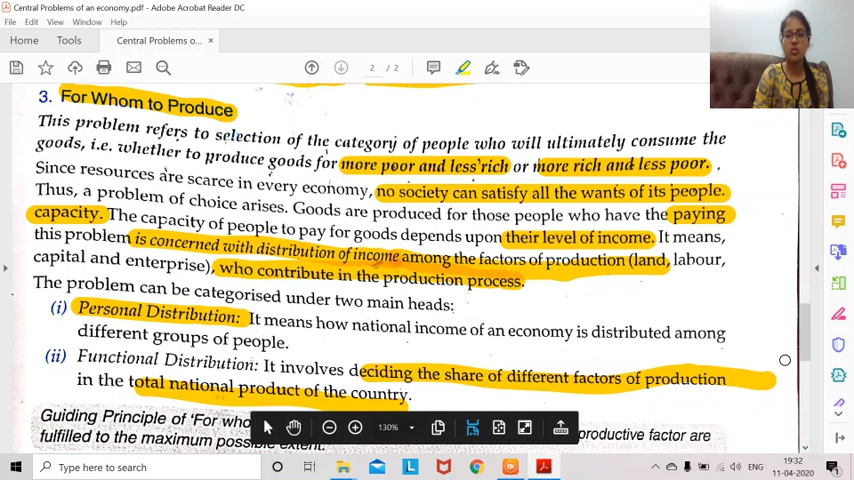 Central Problems of an economy.pdf - Adobe Acrobat Reader DC
File Edit View Window Help
Home Tools Central Problems o... ×
2 / 2
3. For Whom to Produce
This problem refers to selection of the category of people who will ultimately consume the
goods, i.e. whether to produce goods for more poor and less rich or more rich and less poor. .
Since resources are scarce in every economy, no society can satisfy all the wants of its people.
Thus, a problem of choice arises. Goods are produced for those people who have the paying
capacity. The capacity of people to pay for goods depends upon their level of income. It means,
this problem is concerned with distribution of income among the factors of production (land, labour,
capital and enterprise), who contribute in the production process.
The problem can be categorised under two main heads:
(i) Personal Distribution: It means how national income of an economy is distributed among
different groups of people.
(ii) Functional Distribution: It involves deciding the share of different factors of production
in the total national product of the country.
Guiding Principle of 'For who
productive factor are
fulfilled to the maximum possible extent.
130%
Type here to search
ENG
19:32
11-04-2020